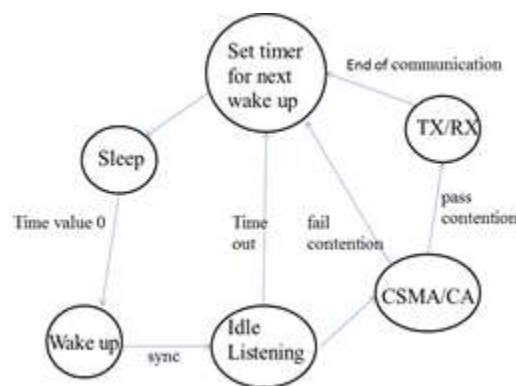 Set timer
for next
wake up
End of communication
TX/RX
Sleep
pass
contention
Time value 0
Time
out
fail
contention
CSMA/CA
Idle
Listening
Wake up
sync